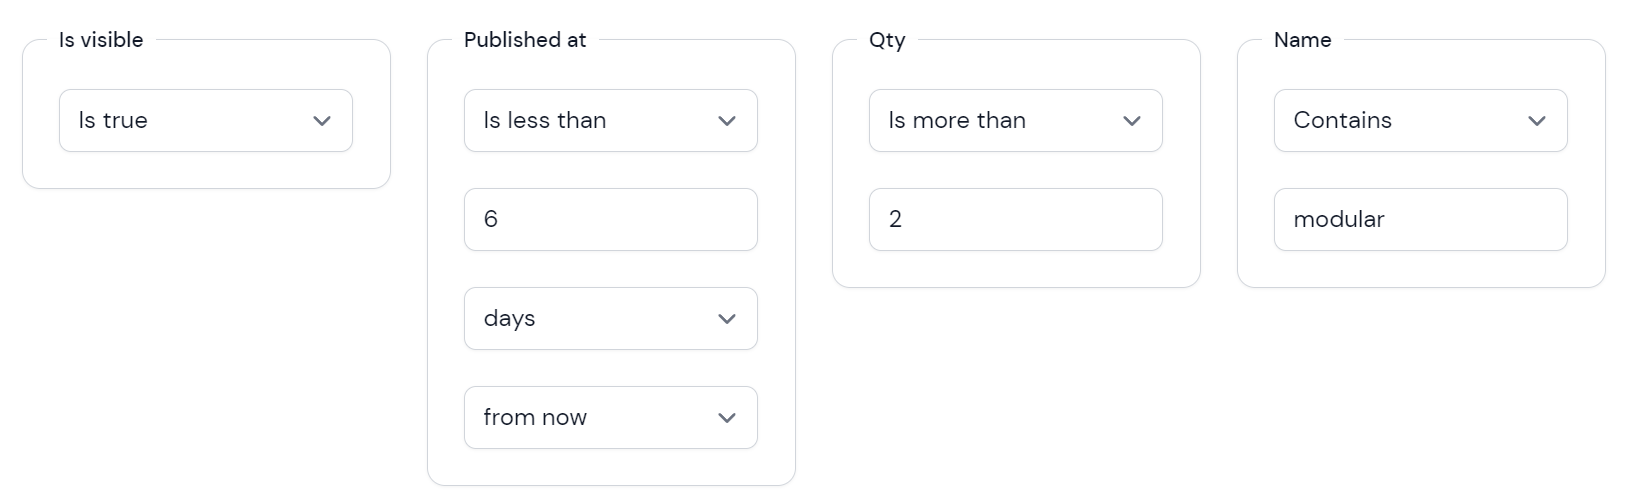 Is visible
Is true
Published at
Is less than
6
days
from now
Qty
Is more than
2
Name
Contains
modular